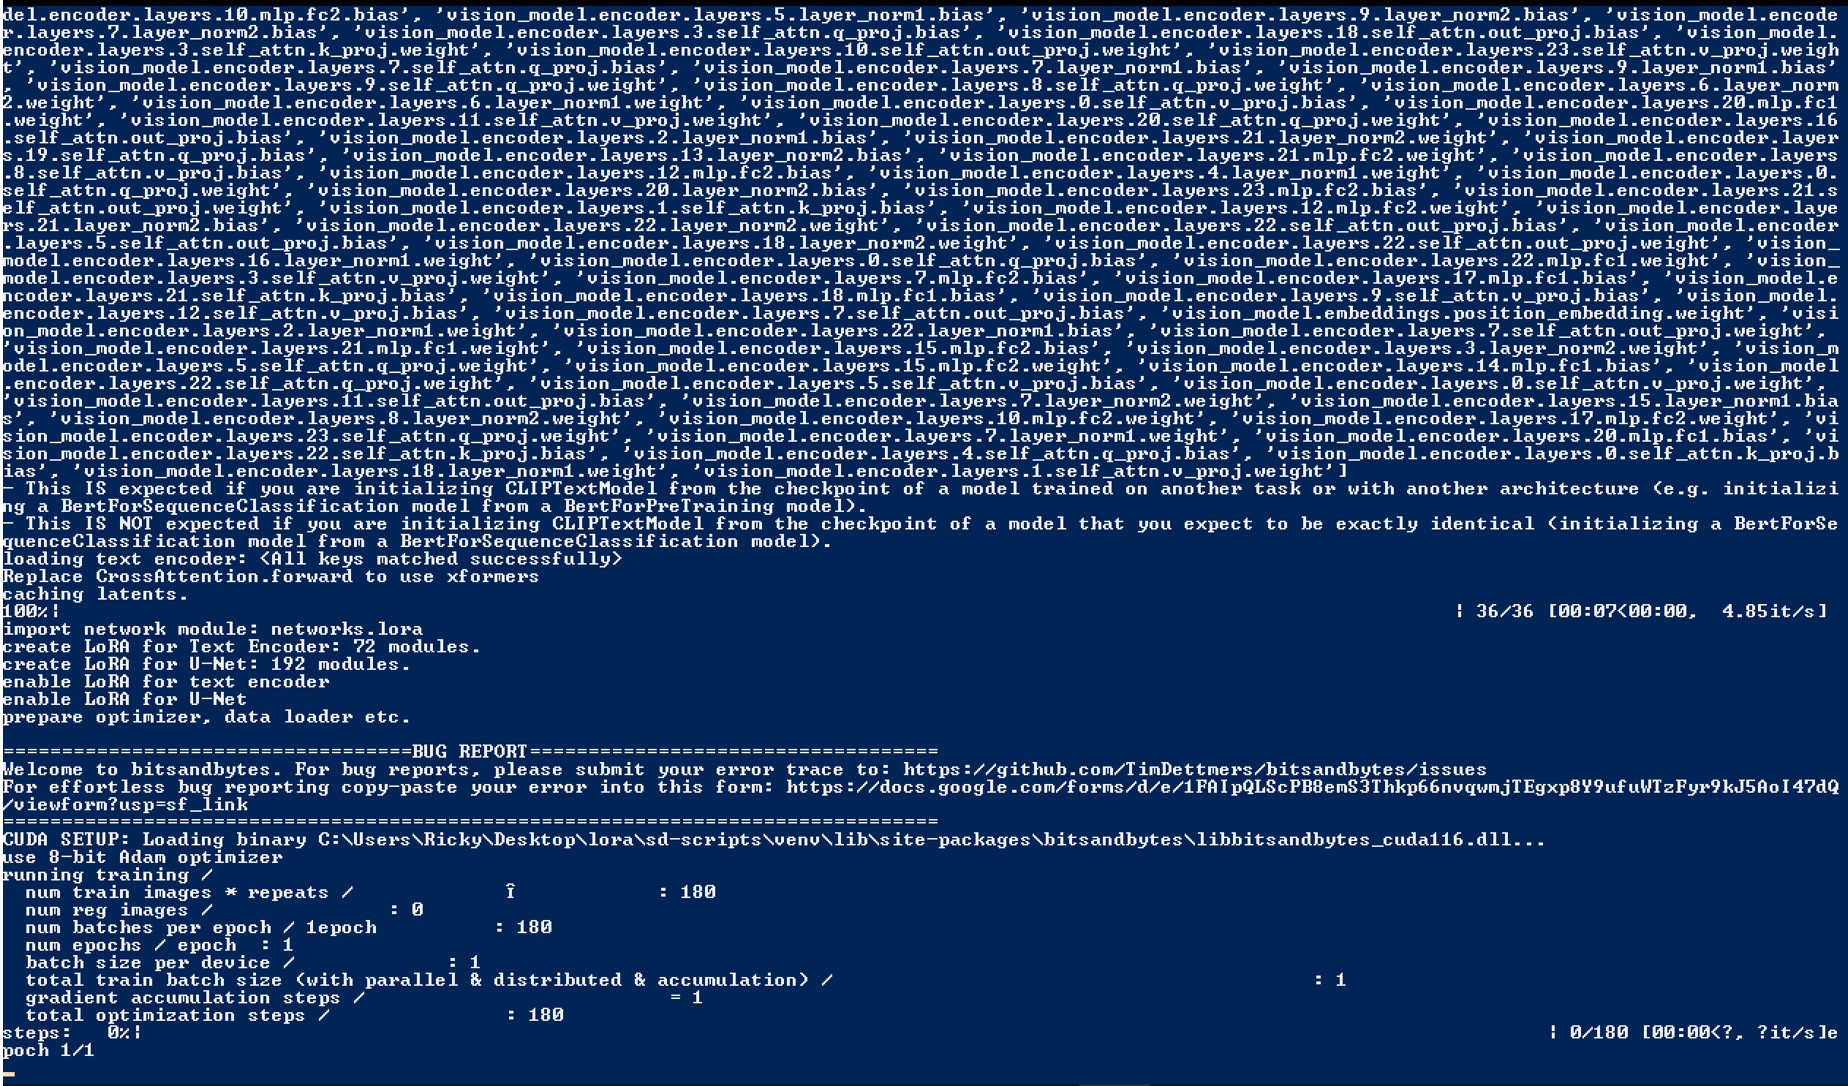 del.encoder.layers.10.mlp.fc2.bias', 'vision_model.encoder.layers.5.layer_norm1.bias', 'vision_model.encoder.layers.9.layer_norm2.bias', 'vision_model.encode
r.layers.7.layer_norm2.bias', 'vision_model.encoder.layers.3.self_attn.q_proj.bias', 'vision_model.encoder.layers.18.self_attn.out_proj.bias', 'vision_model.
encoder.layers.3.self_attn.k_proj.weight', 'vision_model.encoder.layers.10.self_attn.out_proj.weight', 'vision_model.encoder.layers.23.self_attn.v_proj.weigh
t', 'vision_model.encoder.layers.7.self_attn.q_proj.bias', 'vision_model.encoder.layers.7.layer_norm1.bias', 'vision_model.encoder.layers.9.layer_norm1.bias'
, 'vision_model.encoder.layers.9.self_attn.q_proj.weight', 'vision_model.encoder.layers.8.self_attn.q_proj.weight', 'vision_model.encoder.layers.6.layer_norm
2.weight', 'vision_model.encoder.layers.6.layer_norm1.weight', 'vision_model.encoder.layers.0.self_attn.v_proj.bias', 'vision_model.encoder.layers.20.mlp.fc1
.weight', 'vision_model.encoder.layers.11.self_attn.v_proj.weight', 'vision_model.encoder.layers.20.self_attn.q_proj.weight', 'vision_model.encoder.layers.16
.self_attn.out_proj.bias', 'vision_model.encoder.layers.2.layer_norm1.bias', 'vision_model.encoder.layers.21.layer_norm2.weight', 'vision_model.encoder.layer
s.19.self_attn.q_proj.bias', 'vision_model.encoder.layers.13.layer_norm2.bias', 'vision_model.encoder.layers.21.mlp.fc2.weight', 'vision_model.encoder.layers
.8.self_attn.v_proj.bias', 'vision_model.encoder.layers.12.mlp.fc2.bias', 'vision_model.encoder.layers.4.layer_norm1.weight', 'vision_model.encoder.layers.0.
self_attn.q_proj.weight', 'vision_model.encoder.layers.20.layer_norm2.bias', 'vision_model.encoder.layers.23.mlp.fc2.bias', 'vision_model.encoder.layers.21.s
elf_attn.out_proj.weight', 'vision_model.encoder.layers.1.self_attn.k_proj.bias', 'vision_model.encoder.layers.12.mlp.fc2.weight', 'vision_model.encoder.laye
rs.21.layer_norm2.bias', 'vision_model.encoder.layers.22.layer_norm2.weight', 'vision_model.encoder.layers.22.self_attn.out_proj.bias', 'vision_model.encoder
.layers.5.self_attn.out_proj.bias', 'vision_model.encoder.layers.18.layer_norm2.weight', 'vision_model.encoder.layers.22.self_attn.out_proj.weight', 'vision_
model.encoder.layers.16.layer_norm1.weight', 'vision_model.encoder.layers.0.self_attn.q_proj.bias', 'vision_model.encoder.layers.22.mlp.fc1.weight', 'vision_
model.encoder.layers.3.self_attn.v_proj.weight', 'vision_model.encoder.layers.7.mlp.fc2.bias', 'vision_model.encoder.layers.17.mlp.fc1.bias', 'vision_model.e
ncoder.layers.21.self_attn.k_proj.bias', 'vision_model.encoder.layers.18.mlp.fc1.bias', 'vision_model.encoder.layers.9.self_attn.v_proj.bias', 'vision_model.
encoder.layers.12.self_attn.v_proj.bias', 'vision_model.encoder.layers.7.self_attn.out_proj.bias', 'vision_model.embeddings.position_embedding.weight', 'visi
on_model.encoder.layers.2.layer_norm1.weight', 'vision_model.encoder.layers.22.layer_norm1.bias', 'vision_model.encoder.layers.7.self_attn.out_proj.weight',
'vision_model.encoder.layers.21.mlp.fc1.weight', 'vision_model.encoder.layers.15.mlp.fc2.bias', 'vision_model.encoder.layers.3.layer_norm2.weight', 'vision_m
odel.encoder.layers.5.self_attn.q_proj.weight', 'vision_model.encoder.layers.15.mlp.fc2.weight', 'vision_model.encoder.layers.14.mlp.fc1.bias', 'vision_model
.encoder.layers.22.self_attn.q_proj.weight', 'vision_model.encoder.layers.5.self_attn.v_proj.bias', 'vision_model.encoder.layers.0.self_attn.v_proj.weight',
'vision_model.encoder.layers.11.self_attn.out_proj.bias', 'vision_model.encoder.layers.7.layer_norm2.weight', 'vision_model.encoder.layers.15.layer_norm1.bia
s', 'vision_model.encoder.layers.8.layer_norm2.weight', 'vision_model.encoder.layers.10.mlp.fc2.weight', 'vision_model.encoder.layers.17.mlp.fc2.weight', 'vi
sion_model.encoder.layers.23.self_attn.q_proj.weight', 'vision_model.encoder.layers.7.layer_norm1.weight', 'vision_model.encoder.layers.20.mlp.fc1.bias', 'vi
sion_model.encoder.layers.22.self_attn.k_proj.bias', 'vision_model.encoder.layers.4.self_attn.q_proj.bias', 'vision_model.encoder.layers.0.self_attn.k_proj.b
ias', 'vision_model.encoder.layers.18.layer_norm1.weight', 'vision_model.encoder.layers.1.self_attn.v_proj.weight']
- This IS expected if you are initializing CLIPTextModel from the checkpoint of a model trained on another task or with another architecture (e.g. initializi
ng a BertForSequenceClassification model from a BertForPreTraining model).
- This IS NOT expected if you are initializing CLIPTextModel from the checkpoint of a model that you expect to be exactly identical (initializing a BertForSe
quenceClassification model from a BertForSequenceClassification model).
loading text encoder: <All keys matched successfully>
Replace CrossAttention.forward to use xformers
caching latents.
100%| | 36/36 [00:07<00:00, 4.85it/s]
import network module: networks.lora
create LoRA for Text Encoder: 72 modules.
create LoRA for U-Net: 192 modules.
enable LoRA for text encoder
enable LoRA for U-Net
prepare optimizer, data loader etc.
===================================BUG REPORT===================================
Welcome to bitsandbytes. For bug reports, please submit your error trace to: https://github.com/TimDettmers/bitsandbytes/issues
For effortless bug reporting copy-paste your error into this form: https://docs.google.com/forms/d/e/1FAIpQLScPB8emS3Thkp66nvqwmjTEgxp8Y9ufuWTzFyr9kJ5AoI47dQ
/viewform?usp=sf_link
================================================================================
CUDA SETUP: Loading binary C:\Users\Ricky\Desktop\lora\sd-scripts\venv\lib\site-packages\bitsandbytes\libbitsandbytes_cuda116.dll...
use 8-bit Adam optimizer
running training /
num train images * repeats / Î : 180
num reg images / : 0
num batches per epoch / 1epoch : 180
num epochs / epoch : 1
batch size per device / : 1
total train batch size (with parallel & distributed & accumulation) / : 1
gradient accumulation steps / = 1
total optimization steps / : 180
steps: 0%| | 0/180 [00:00<?, ?it/s]e
poch 1/1